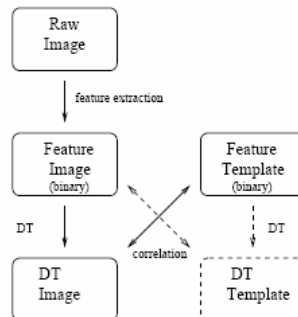 Raw
Image
feature extraction
Feature
Image
(binary)
Feature
Template
(binary)
DT
DT
correlation
DT
Image
DT
Template